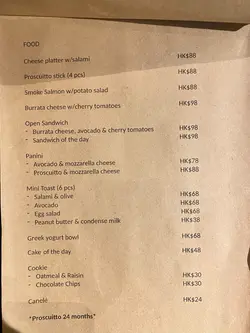 FOOD
Cheese platter w/salami HK$88
Proscuitto stick (4 pcs) HK$88
Smoke Salmon w/potato salad HK$88
Burrata cheese w/cherry tomatoes HK$98
Open Sandwich
- Burrata cheese, avocado & cherry tomatoes HK$98
- Sandwich of the day HK$98
Panini
- Avocado & mozzarella cheese HK$78
- Proscuitto & mozzarella cheese HK$88
Mini Toast (6 pcs)
- Salami & olive HK$68
- Avocado HK$68
- Egg salad HK$68
- Peanut butter & condense milk HK$38
Greek yogurt bowl HK$68
Cake of the day HK$48
Cookie
- Oatmeal & Raisin HK$30
- Chocolate Chips HK$30
Canelé HK$24
*Proscuitto 24 months*